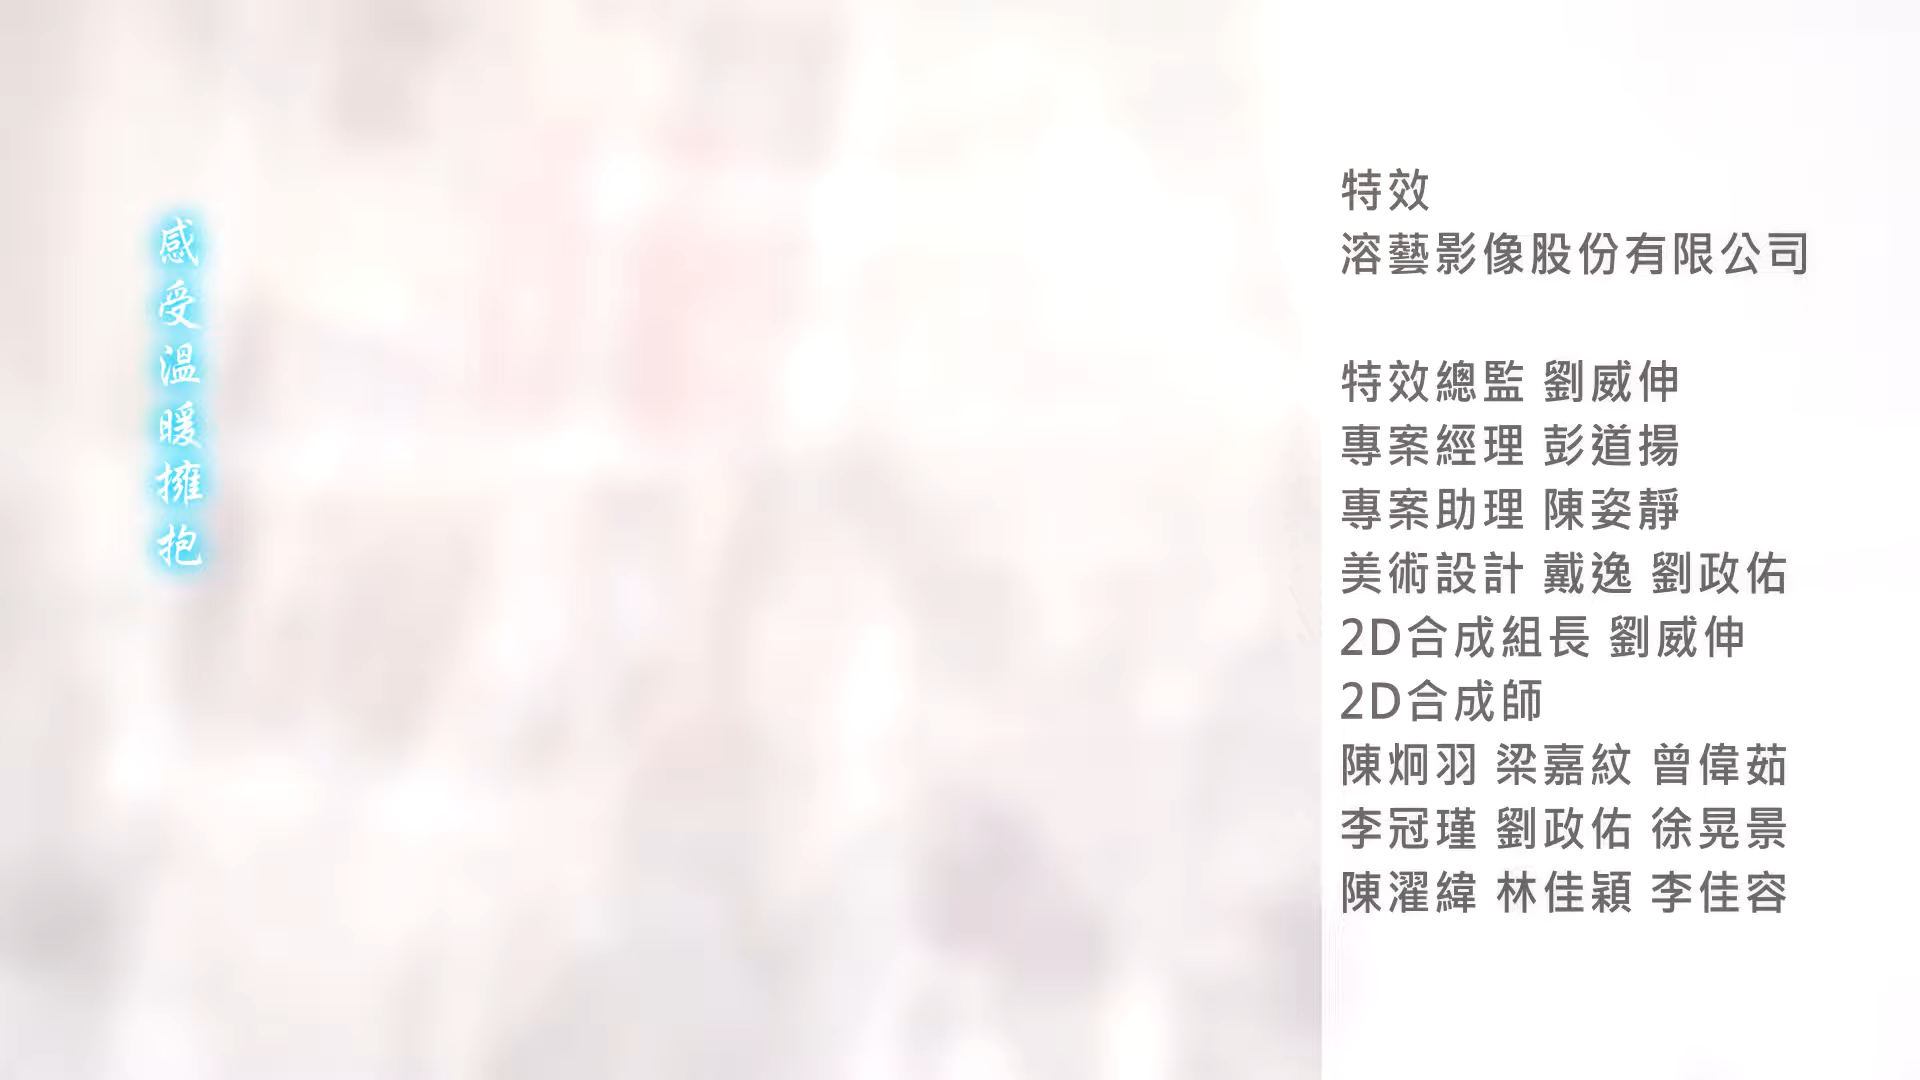 感受溫暖擁抱
特效
溶藝影像股份有限公司
特效總監 劉威伸
專案經理 彭道揚
專案助理 陳姿靜
美術設計 戴逸 劉政佑
2D合成組長 劉威伸
2D合成師
陳炯羽 梁嘉紋 曾偉茹
李冠瑾 劉政佑 徐晃景
陳濯緯 林佳穎 李佳容